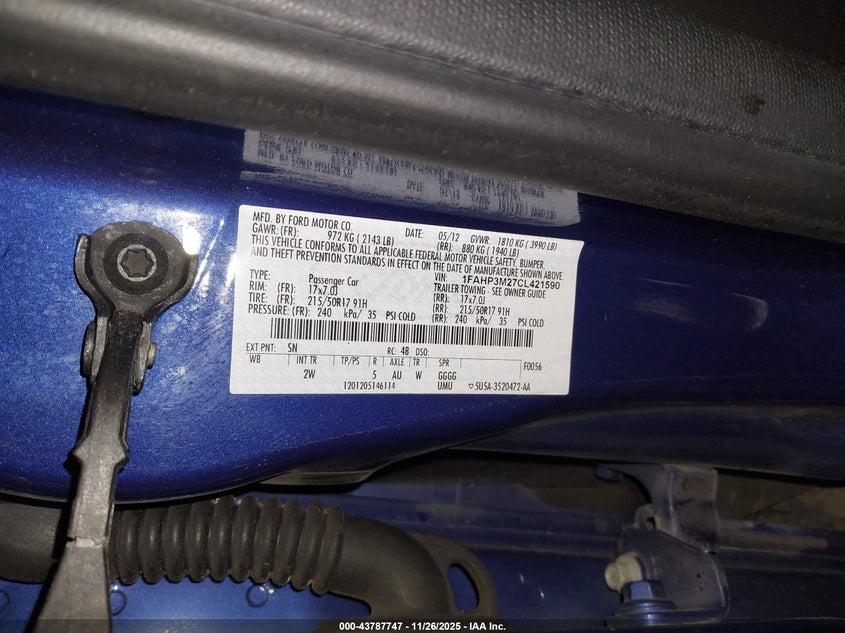 MFD. BY FORD MOTOR CO.
DATE: 05/12 GVWR: 1810 KG ( 3990 LB)
GAWR: (FR): 972 KG ( 2143 LB) (RR): 880 KG ( 1940 LB)
THIS VEHICLE CONFORMS TO ALL APPLICABLE FEDERAL MOTOR VEHICLE SAFETY, BUMPER,
AND THEFT PREVENTION STANDARDS IN EFFECT ON THE DATE OF MANUFACTURE SHOWN ABOVE.
VIN: 1FAHP3M27CL421590
TYPE: Passenger Car TRAILER TOWING - SEE OWNER GUIDE
RIM: (FR): 17x7.0J (RR): 17x7.0J
TIRE: (FR): 215/50R17 91H (RR): 215/50R17 91H
PRESSURE: (FR): 240 kPa/ 35 PSI COLD (RR): 240 kPa/ 35 PSI COLD
EXT PNT: SN RC: 48 DSO: F0056
WB INT TR TP/PS R AXLE TR SPR
2W 5 AU W GGGG
1201205146114 UMU ▽5U5A-3520472-AA
000-43787747 - 11/26/2025 - IAA Inc.